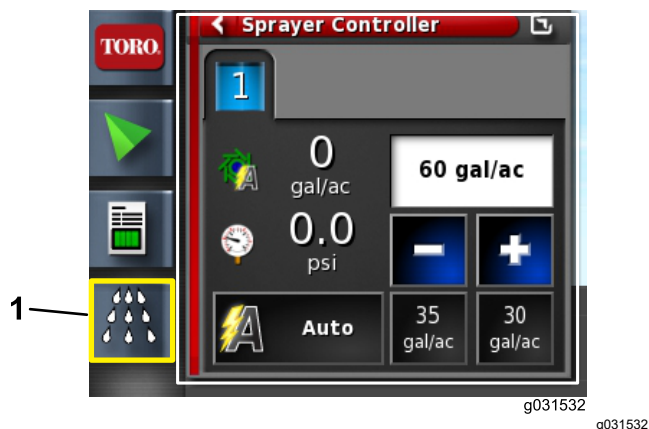 TORO.
Sprayer Controller
1
0
gal/ac
60 gal/ac
0.0
psi
A
Auto
35
gal/ac
30
gal/ac
1
g031532
g031532